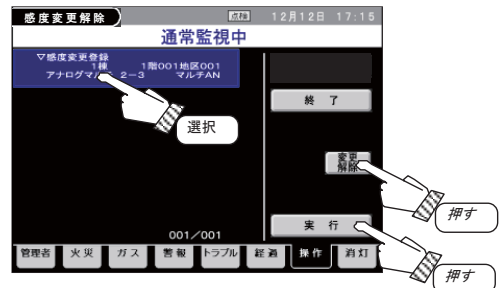 感度変更解除 点検 12月12日 17:15
通常監視中
▽感度変更登録
1棟 1階001地区001
アナログマルチ 2-3 マルチAN
選択
終 了
変更
解除
押す
実 行
001/001
管理者 火災 ガス 警報 トラブル 経過 操作 消灯
押す